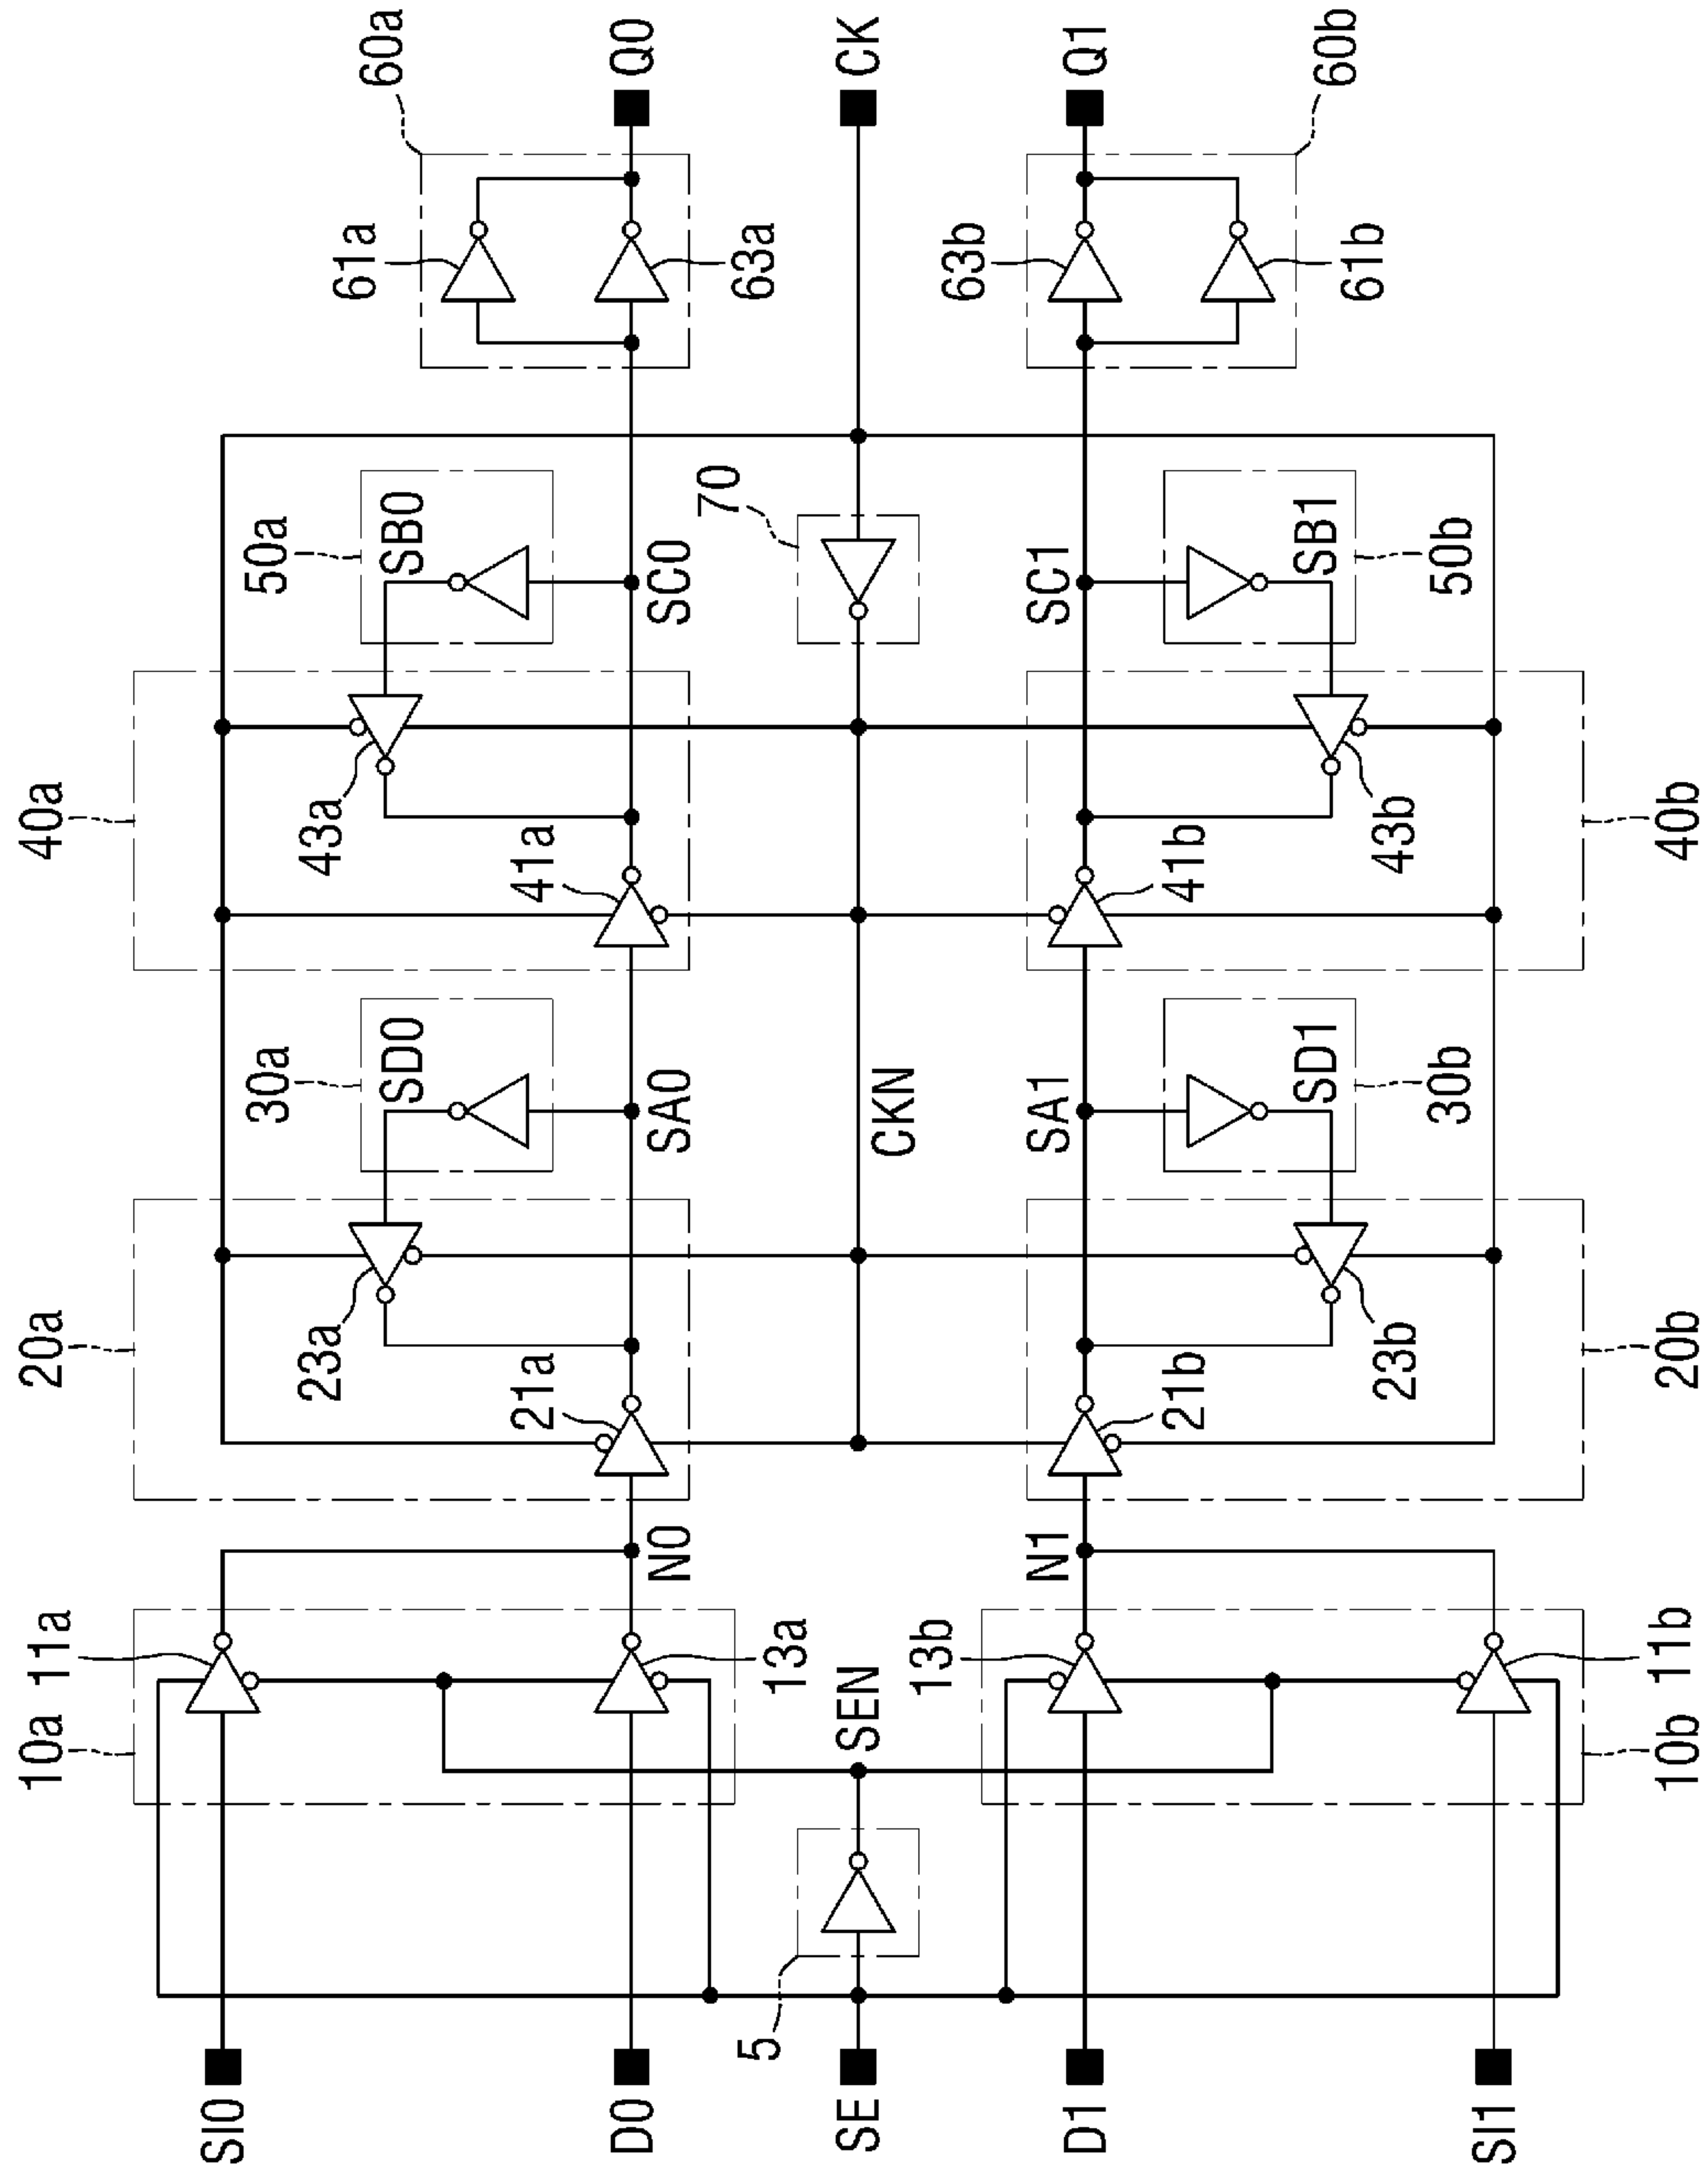 60a
Q0
CK
Q1
60b
61a
63a
63b
61b
50a
SB0
SC0
70
SC1
SB1
50b
40a
43a
41a
41b
43b
40b
30a
SD0
SA0
CKN
SA1
SD1
30b
20a
23a
21a
21b
23b
20b
N0
N1
11a
13a
SEN
13b
11b
10a
10b
5
SI0
D0
SE
D1
SI1